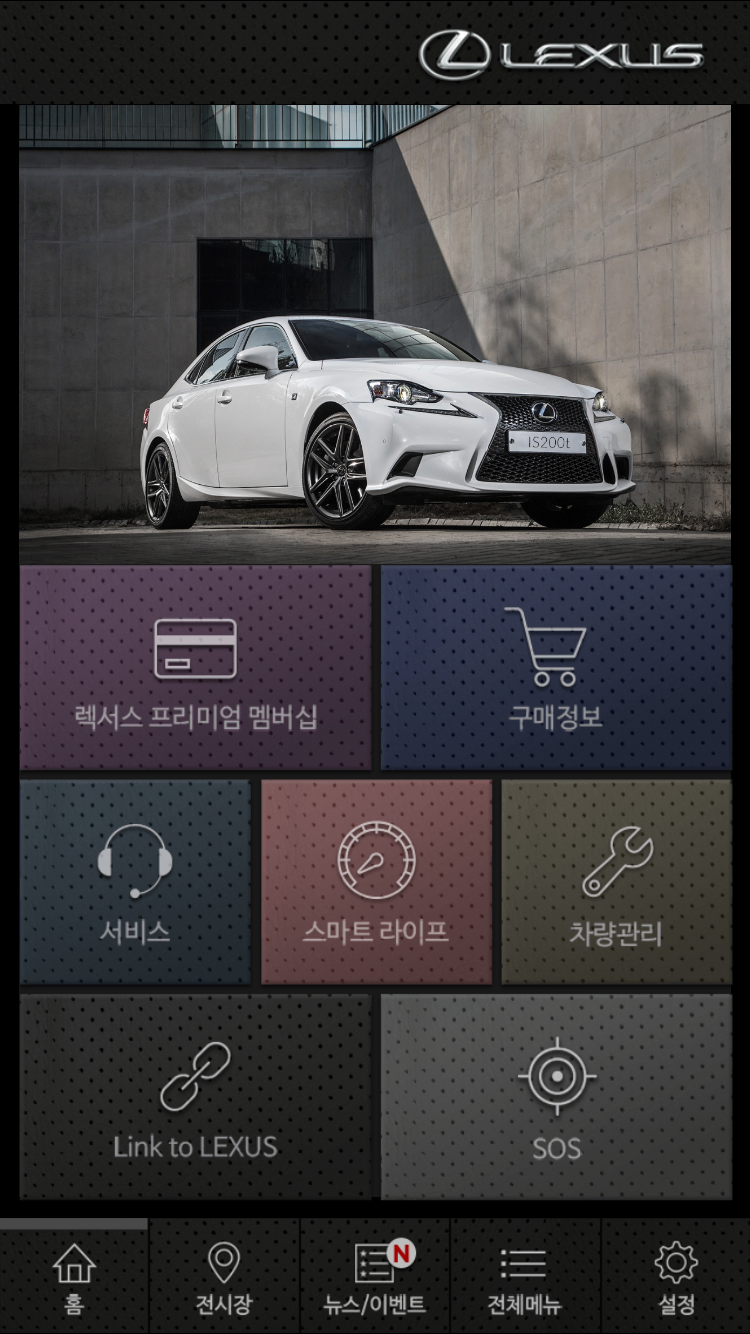 LEXUS
IS200t
렉서스 프리미엄 멤버십
구매정보
서비스
스마트 라이프
차량관리
Link to LEXUS
SOS
N
홈
전시장
뉴스/이벤트
전체메뉴
설정